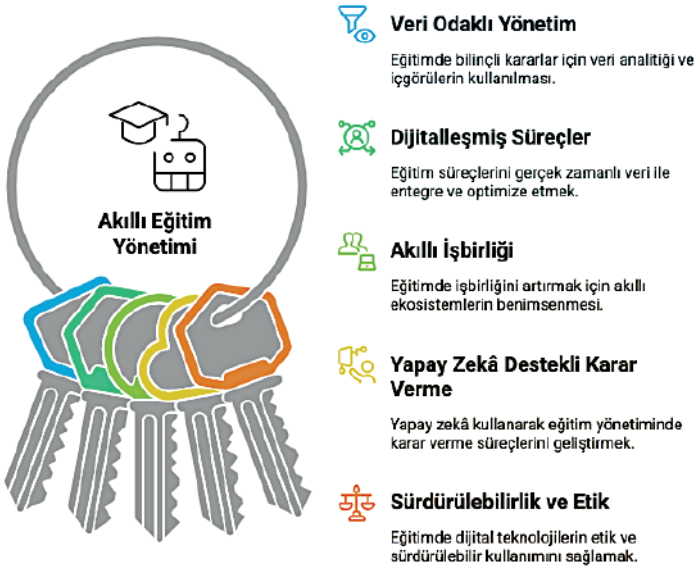 Akıllı Eğitim
Yönetimi
Veri Odaklı Yönetim
Eğitimde bilinçli kararlar için veri analitiği ve
içgörülerin kullanılması.
Dijitalleşmiş Süreçler
Eğitim süreçlerini gerçek zamanlı veri ile
entegre ve optimize etmek.
Akıllı İşbirliği
Eğitimde işbirliğini artırmak için akıllı
ekosistemlerin benimsenmesi.
Yapay Zekâ Destekli Karar
Verme
Yapay zekâ kullanarak eğitim yönetiminde
karar verme süreçlerini geliştirmek.
Sürdürülebilirlik ve Etik
Eğitimde dijital teknolojilerin etik ve
sürdürülebilir kullanımını sağlamak.